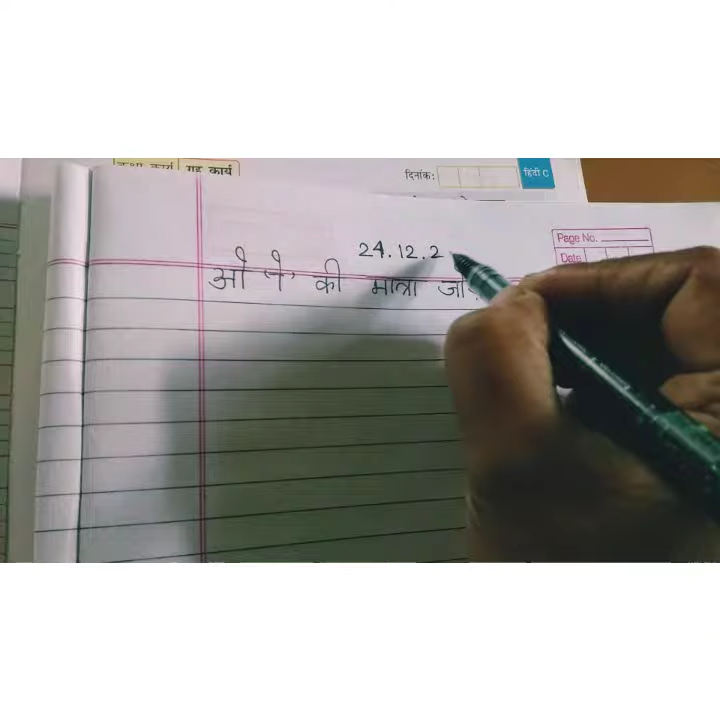 कक्षा कार्य गृह कार्य
दिनांक: हिंदी C
Page No.
Date
24.12.2
ओ 'ो' की मात्रा